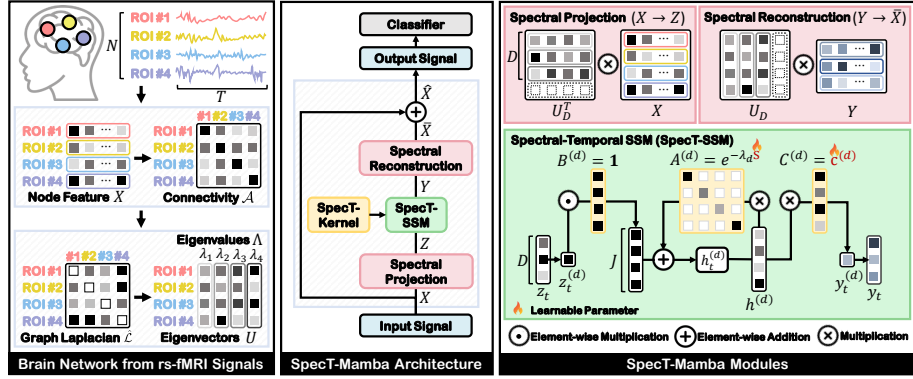 ROI #1
ROI #2
ROI #3
ROI #4
N
T
ROI #1
ROI #2
ROI #3
ROI #4
Node Feature X
#1 #2 #3 #4
Connectivity 𝒜
#1 #2 #3 #4
ROI #1
ROI #2
ROI #3
ROI #4
Graph Laplacian ℒ
Eigenvalues Λ
λ₁ λ₂ λ₃ λ₄
ROI #1
ROI #2
ROI #3
ROI #4
Eigenvectors U
Brain Network from rs-fMRI Signals
Classifier
Output Signal
X̂
X̄
Spectral
Reconstruction
Y
SpecT-
Kernel
SpecT-
SSM
Z
Spectral
Projection
X
Input Signal
SpecT-Mamba Architecture
Spectral Projection (X → Z)
D
⋯
U_D^T
X
Spectral Reconstruction (Y → X̄)
⋯
U_D
Y
Spectral-Temporal SSM (SpecT-SSM)
B^(d) = 1
A^(d) = e^{-λ_d s}
C^(d) = c^(d)
D
z_t
z_t^(d)
J
h_t^(d)
h^(d)
y_t^(d)
y_t
Learnable Parameter
Element-wise Multiplication
Element-wise Addition
Multiplication
SpecT-Mamba Modules